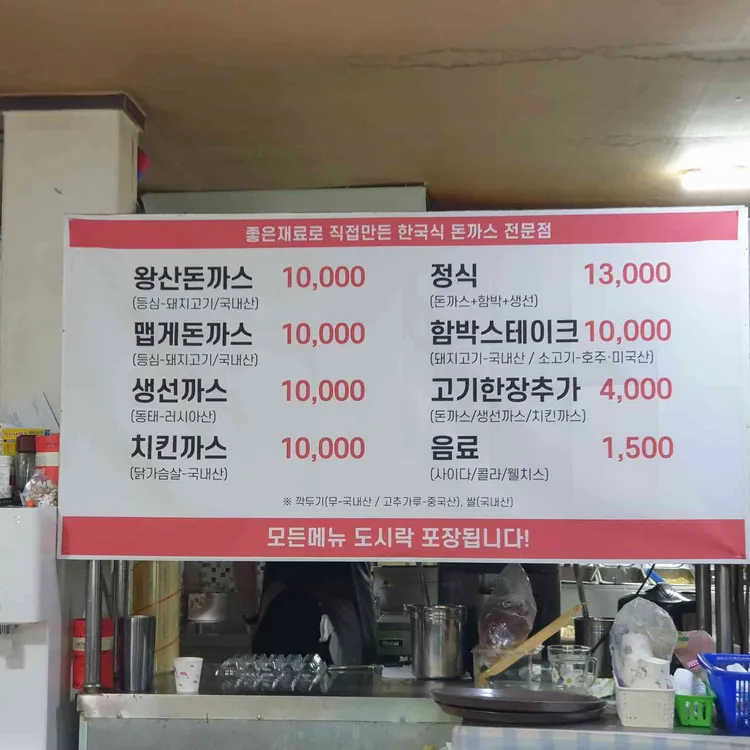 좋은재료로 직접만든 한국식 돈까스 전문점
왕산돈까스 10,000
(등심-돼지고기/국내산)
맵게돈까스 10,000
(등심-돼지고기/국내산)
생선까스 10,000
(동태-러시아산)
치킨까스 10,000
(닭가슴살-국내산)
정식 13,000
(돈까스+함박+생선)
함박스테이크 10,000
(돼지고기-국내산 / 소고기-호주·미국산)
고기한장추가 4,000
(돈까스/생선까스/치킨까스)
음료 1,500
(사이다/콜라/웰치스)
※ 깍두기(무-국내산 / 고추가루-중국산), 쌀(국내산)
모든메뉴 도시락 포장됩니다!